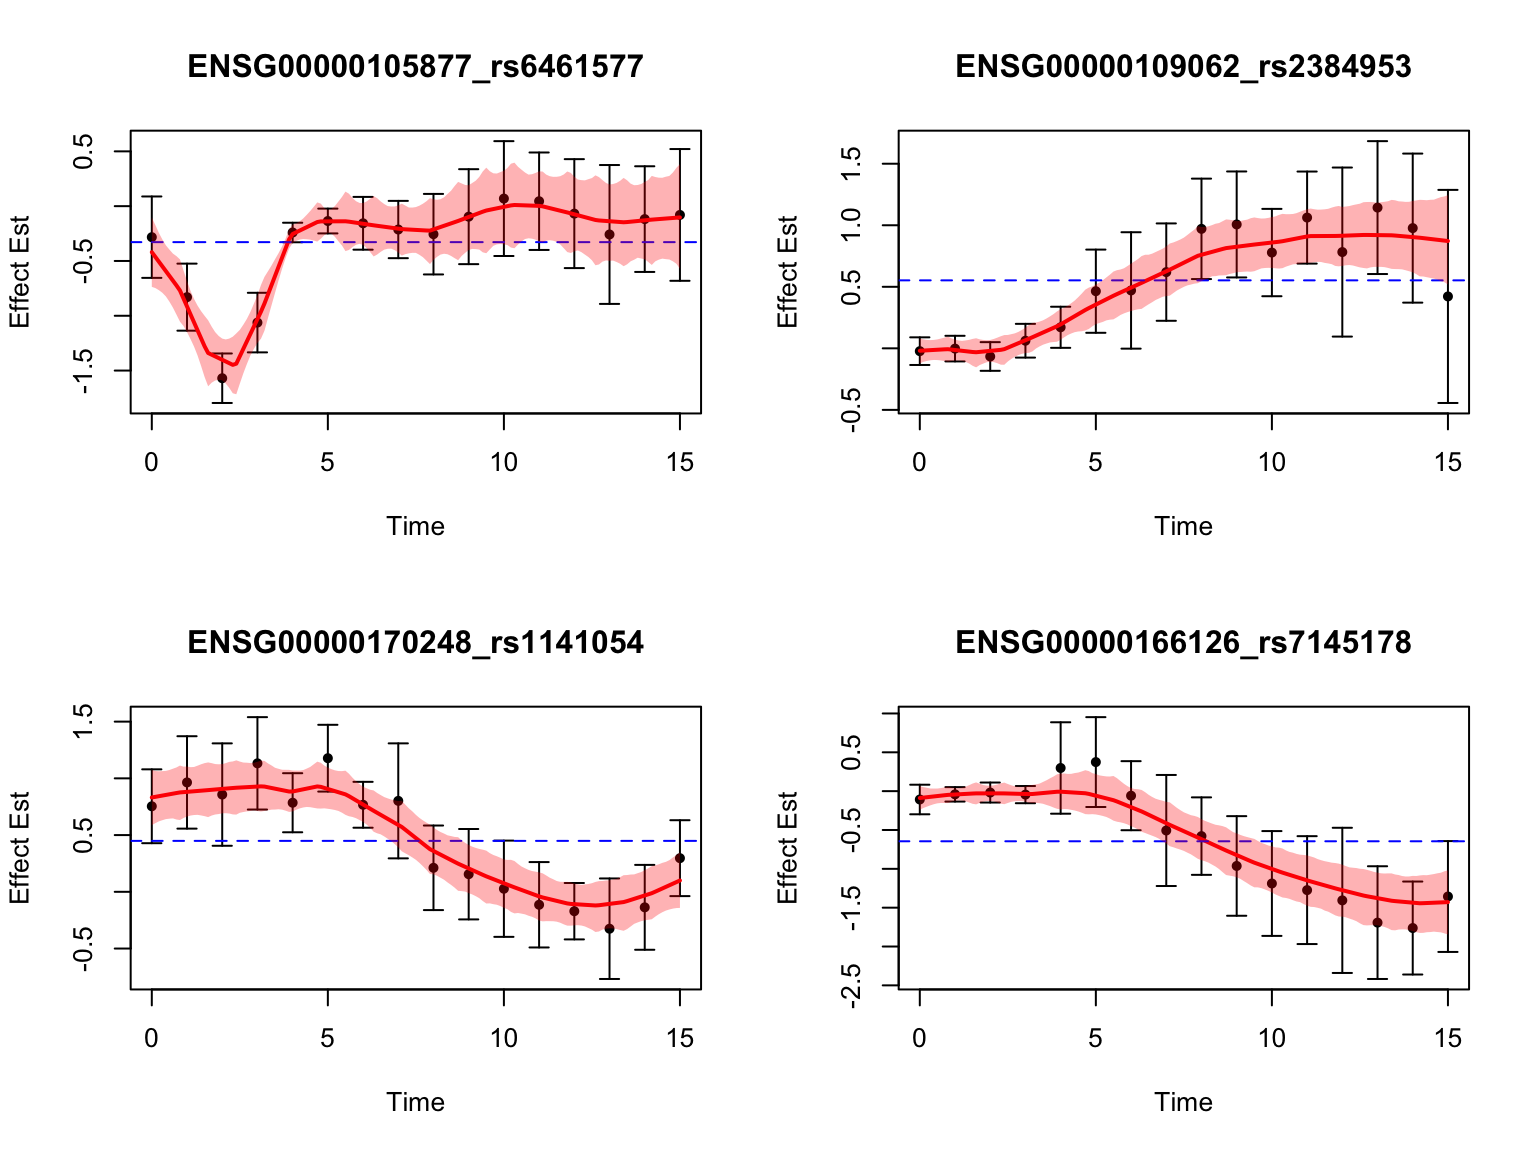 ENSG00000105877_rs6461577
Effect Est
0.5
-0.5
-1.5
0 5 10 15
Time
ENSG00000109062_rs2384953
Effect Est
1.5
1.0
0.5
-0.5
0 5 10 15
Time
ENSG00000170248_rs1141054
Effect Est
1.5
0.5
-0.5
0 5 10 15
Time
ENSG00000166126_rs7145178
Effect Est
0.5
-0.5
-1.5
-2.5
0 5 10 15
Time